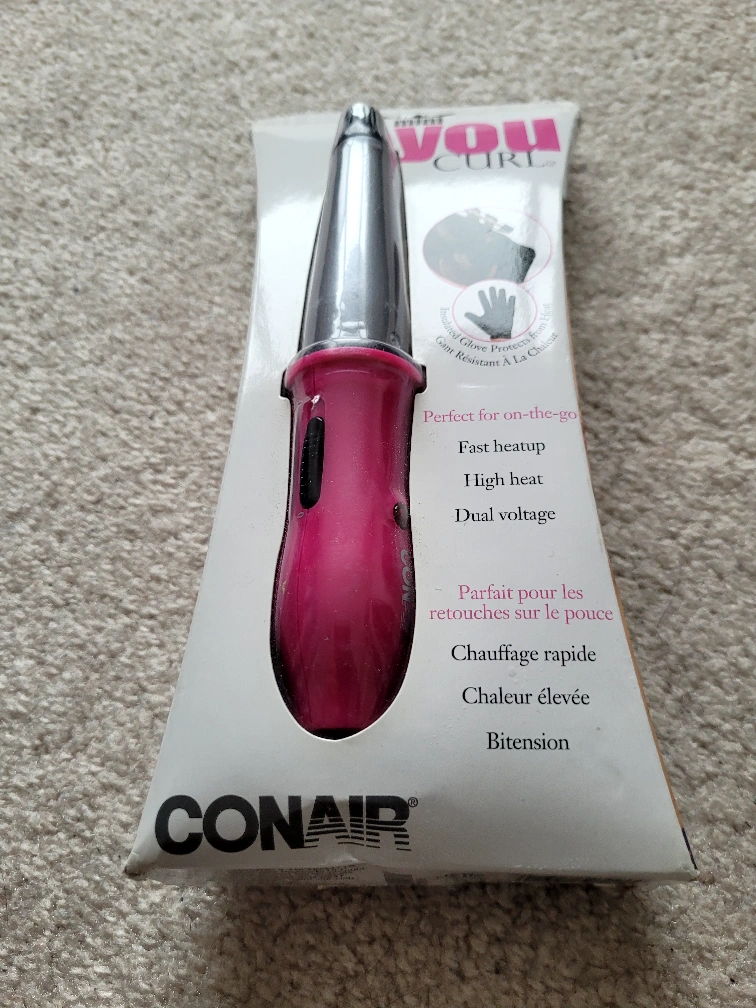 mini
you
CURL
Insulated Glove Protects from Heat
Gant Résistant À La Chaleur
Perfect for on-the-go
Fast heatup
High heat
Dual voltage
Parfait pour les
retouches sur le pouce
Chauffage rapide
Chaleur élevée
Bitension
CONAIR®